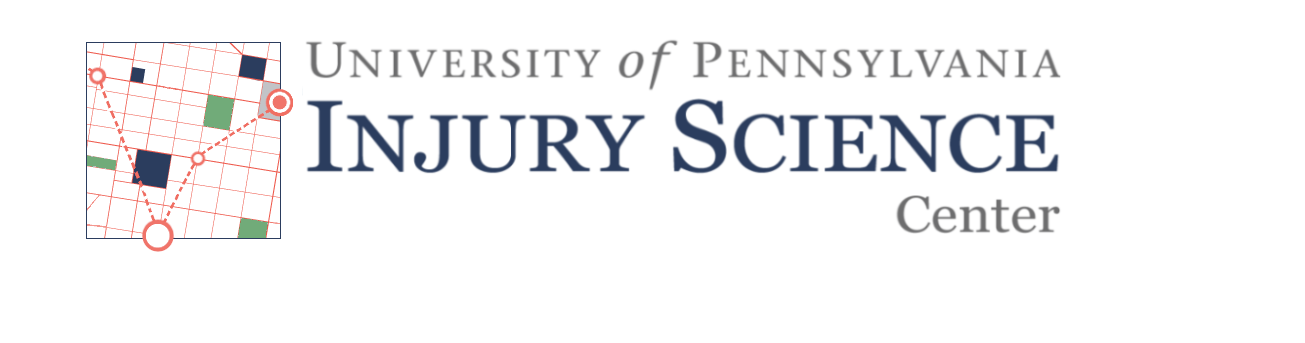 UNIVERSITY of PENNSYLVANIA
INJURY SCIENCE
Center